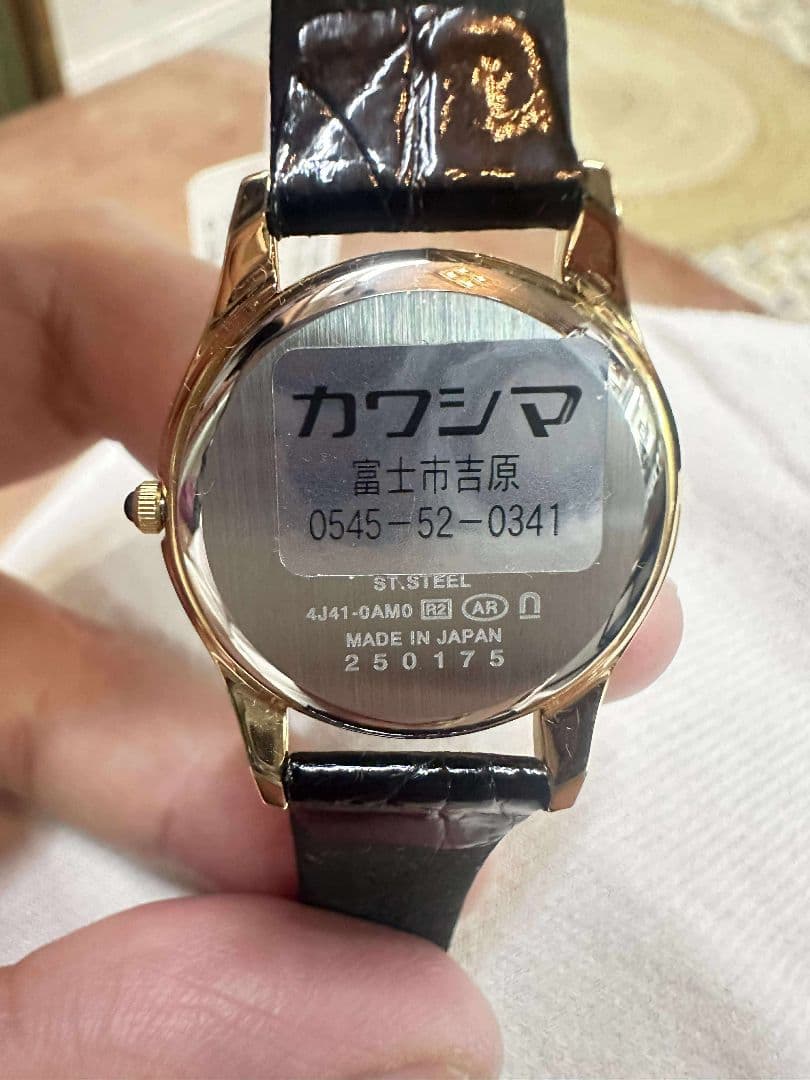 カワシマ
富士市吉原
0545-52-0341
ST.STEEL
4J41-0AM0 R2 AR
MADE IN JAPAN
250175